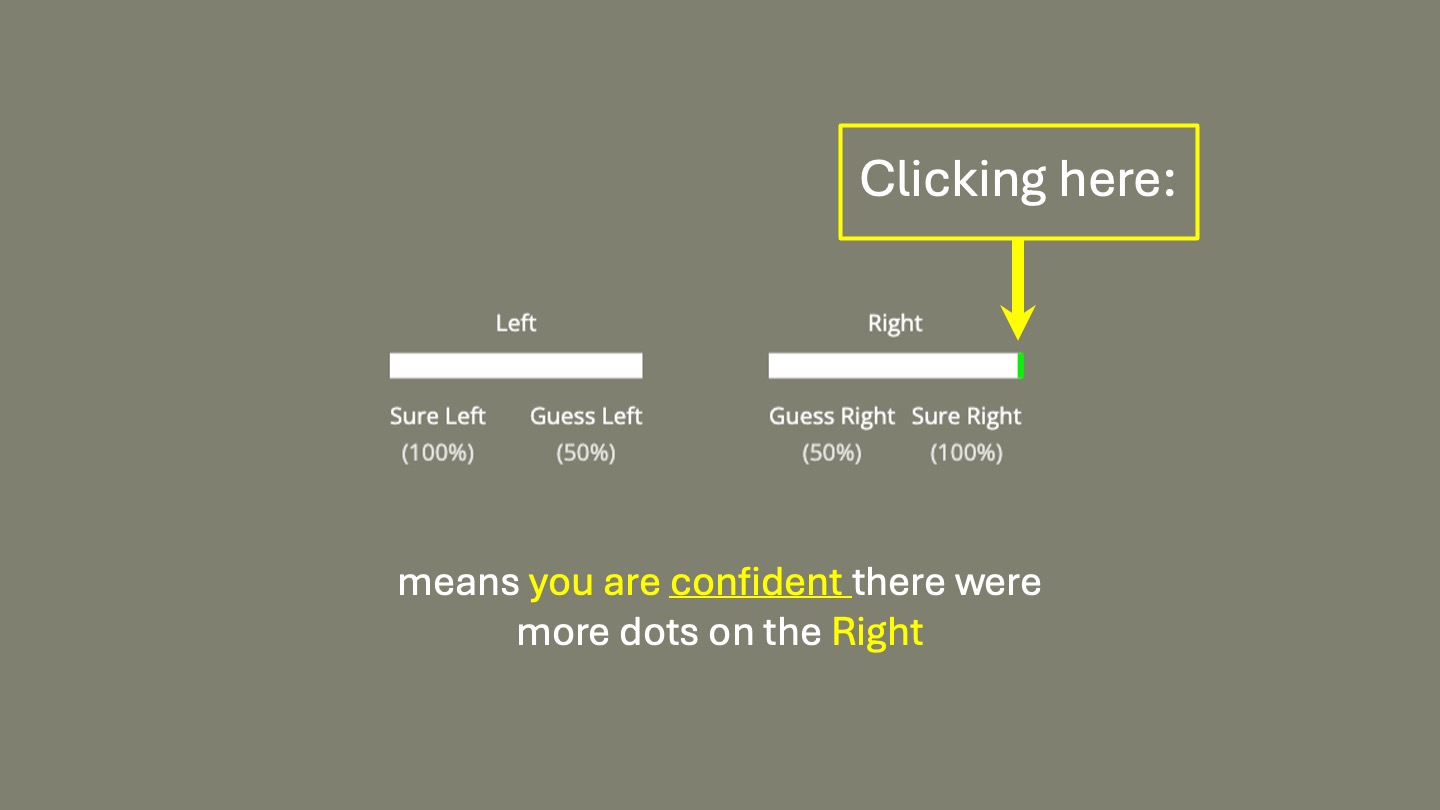 Clicking here:
Left
Right
Sure Left
Guess Left
Guess Right
Sure Right
(100%)
(50%)
(50%)
(100%)
means you are confident there were
more dots on the Right